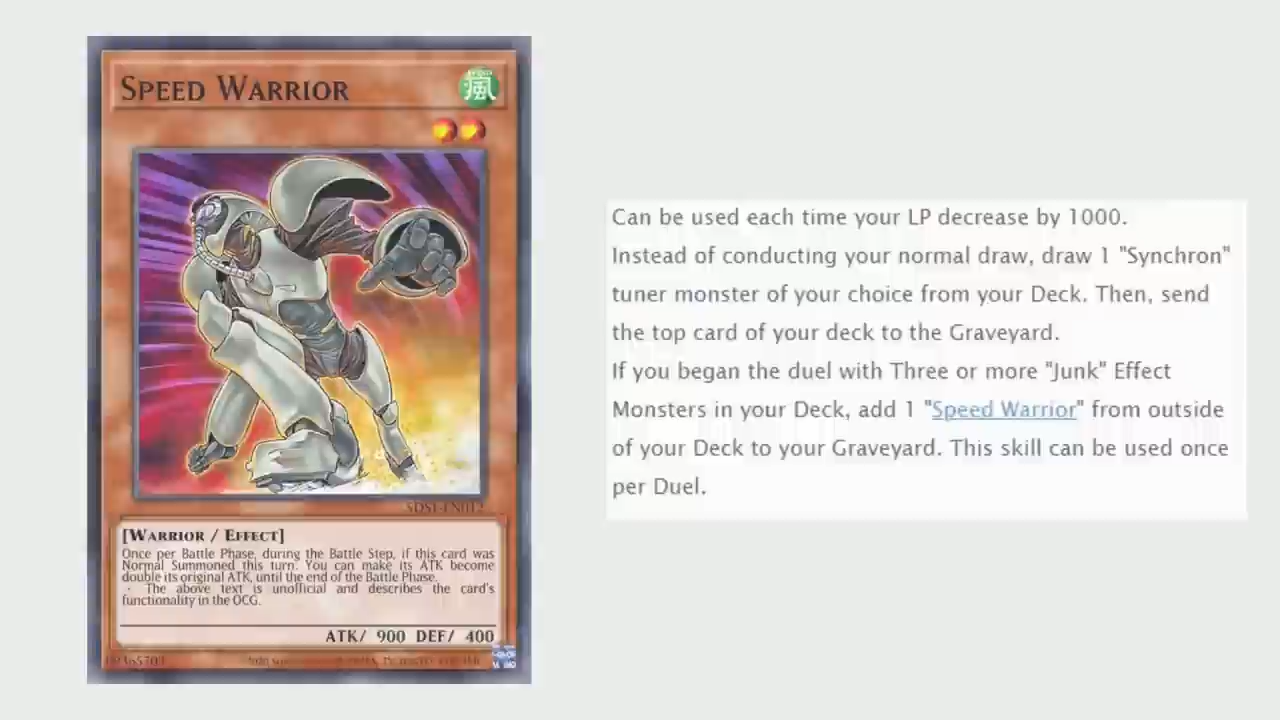 SPEED WARRIOR
風
SDS1-EN012
[WARRIOR / EFFECT]
Once per Battle Phase, during the Battle Step, if this card was
Normal Summoned this turn. You can make its ATK become
double its original ATK, until the end of the Battle Phase.
· The above text is unofficial and describes the card's
functionality in the OCG.
ATK/ 900 DEF/ 400
Can be used each time your LP decrease by 1000.
Instead of conducting your normal draw, draw 1 "Synchron"
tuner monster of your choice from your Deck. Then, send
the top card of your deck to the Graveyard.
If you began the duel with Three or more "Junk" Effect
Monsters in your Deck, add 1 "Speed Warrior" from outside
of your Deck to your Graveyard. This skill can be used once
per Duel.